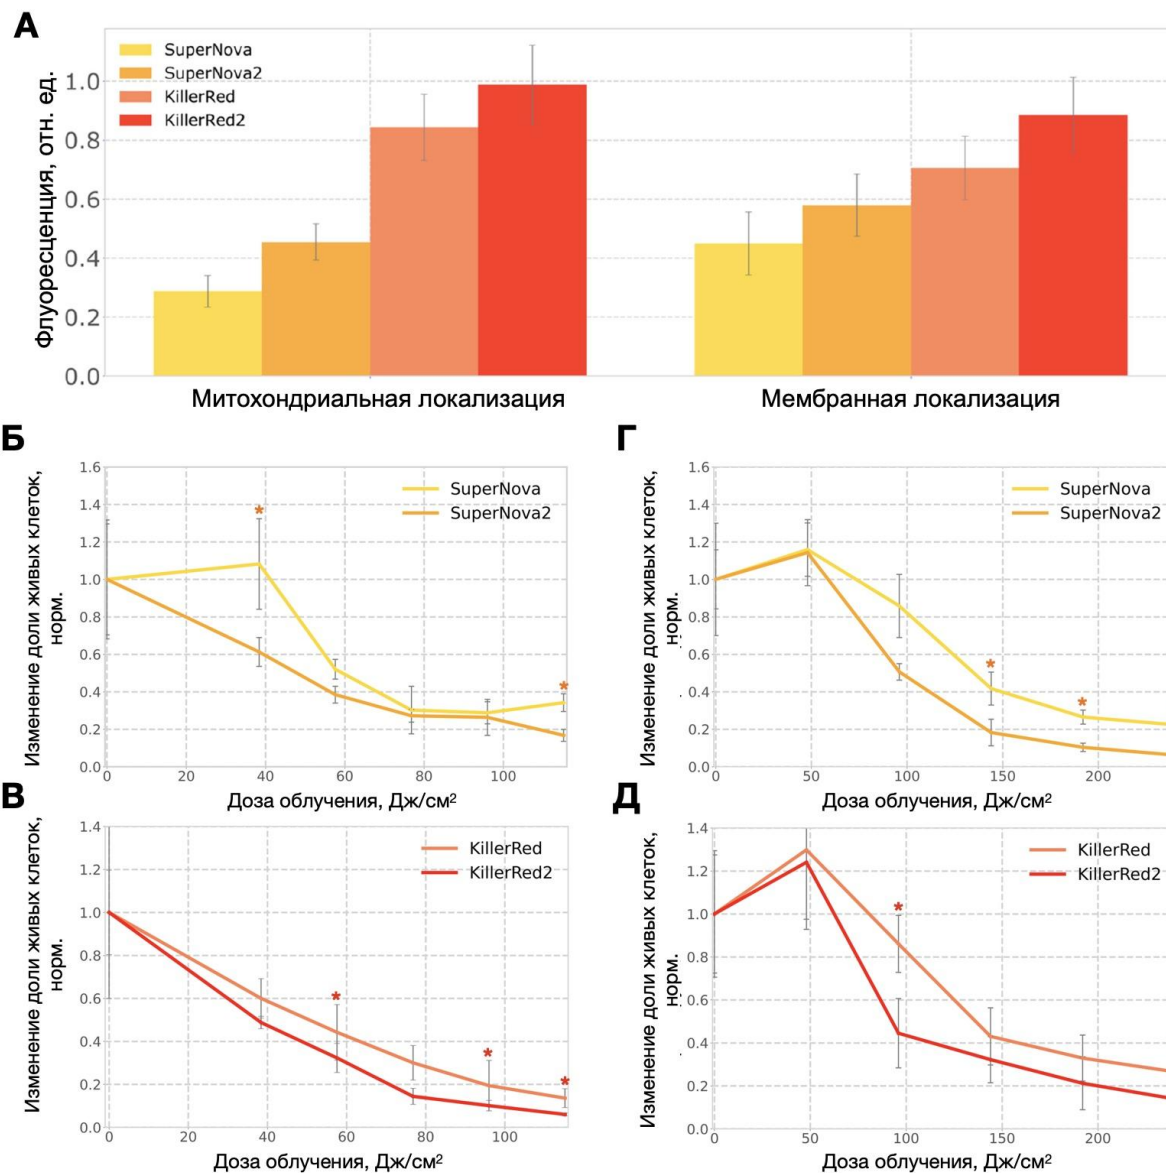 А
Флуоресценция, отн. ед.
SuperNova
SuperNova2
KillerRed
KillerRed2
1.0
0.8
0.6
0.4
0.2
0.0
Митохондриальная локализация
Мембранная локализация
Б
Изменение доли живых клеток,
норм.
1.6
1.4
1.2
1.0
0.8
0.6
0.4
0.2
0.0
SuperNova
SuperNova2
*
*
0 20 40 60 80 100
Доза облучения, Дж/см²
Г
Изменение доли живых клеток,
норм.
1.6
1.4
1.2
1.0
0.8
0.6
0.4
0.2
0.0
SuperNova
SuperNova2
*
*
0 50 100 150 200
Доза облучения, Дж/см²
В
Изменение доли живых клеток,
норм.
1.4
1.2
1.0
0.8
0.6
0.4
0.2
0.0
KillerRed
KillerRed2
*
*
*
0 20 40 60 80 100
Доза облучения, Дж/см²
Д
Изменение доли живых клеток,
норм.
1.4
1.2
1.0
0.8
0.6
0.4
0.2
0.0
KillerRed
KillerRed2
*
0 50 100 150 200
Доза облучения, Дж/см²